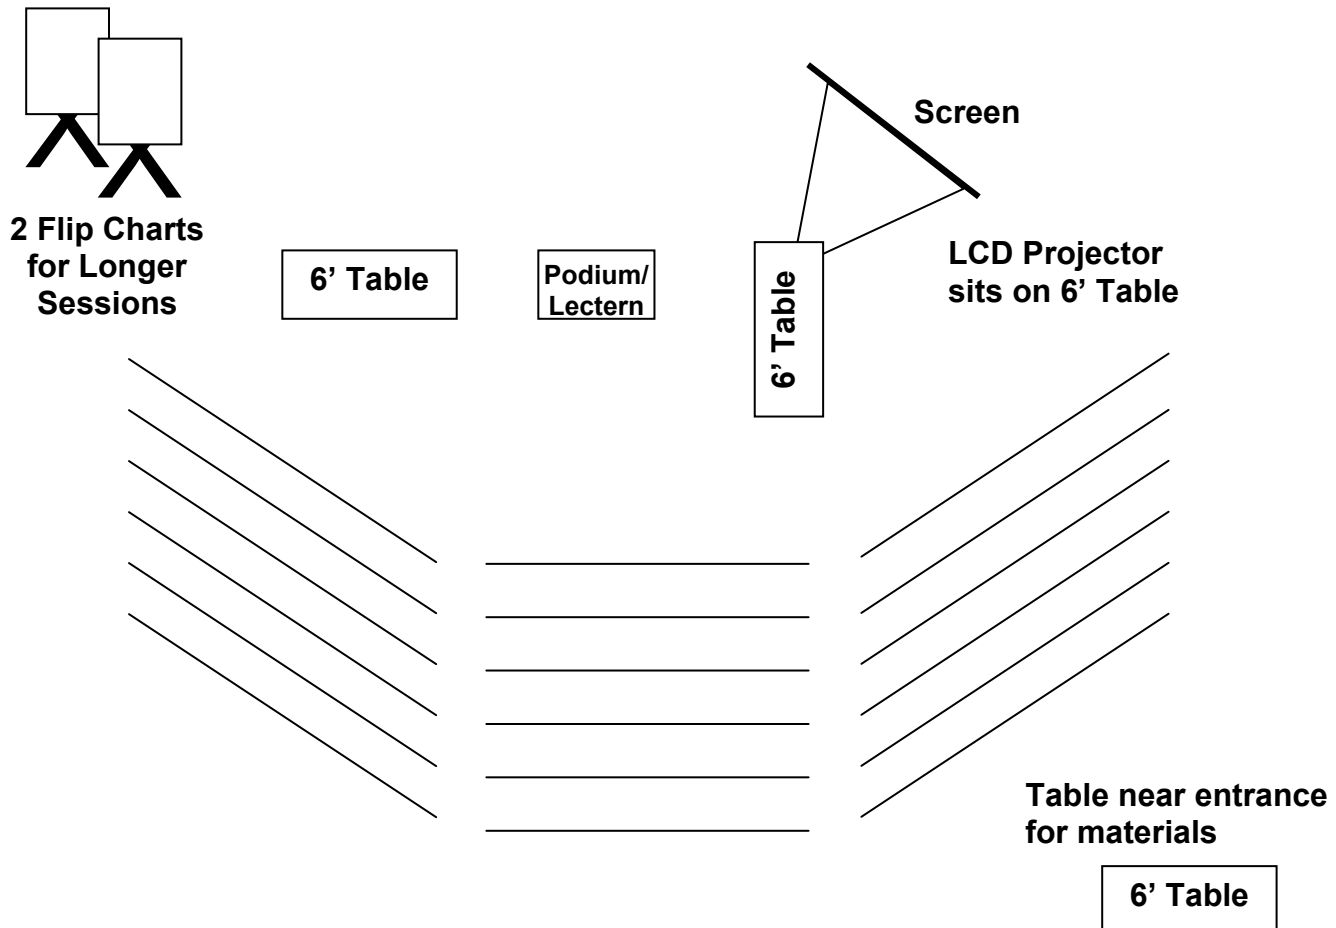 Screen
2 Flip Charts
for Longer
Sessions
6’ Table
Podium/
Lectern
6’ Table
LCD Projector
sits on 6’ Table
Table near entrance
for materials
6’ Table